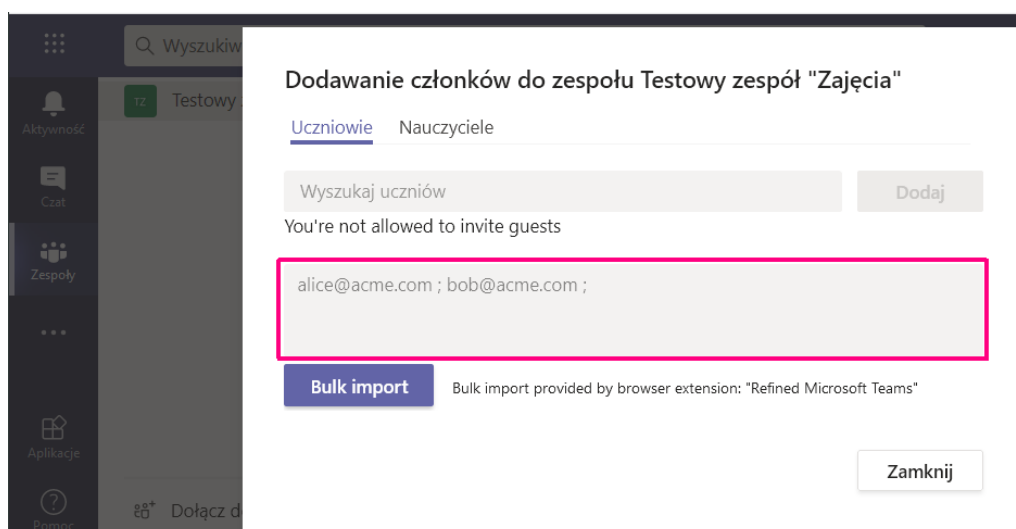 Wyszukiw
Dodawanie członków do zespołu Testowy zespół "Zajęcia"
TZ Testowy
Aktywność
Uczniowie Nauczyciele
Czat
Wyszukaj uczniów Dodaj
You're not allowed to invite guests
Zespoły
alice@acme.com ; bob@acme.com ;
Bulk import Bulk import provided by browser extension: "Refined Microsoft Teams"
Aplikacje
Zamknij
Dołącz d
Pomoc